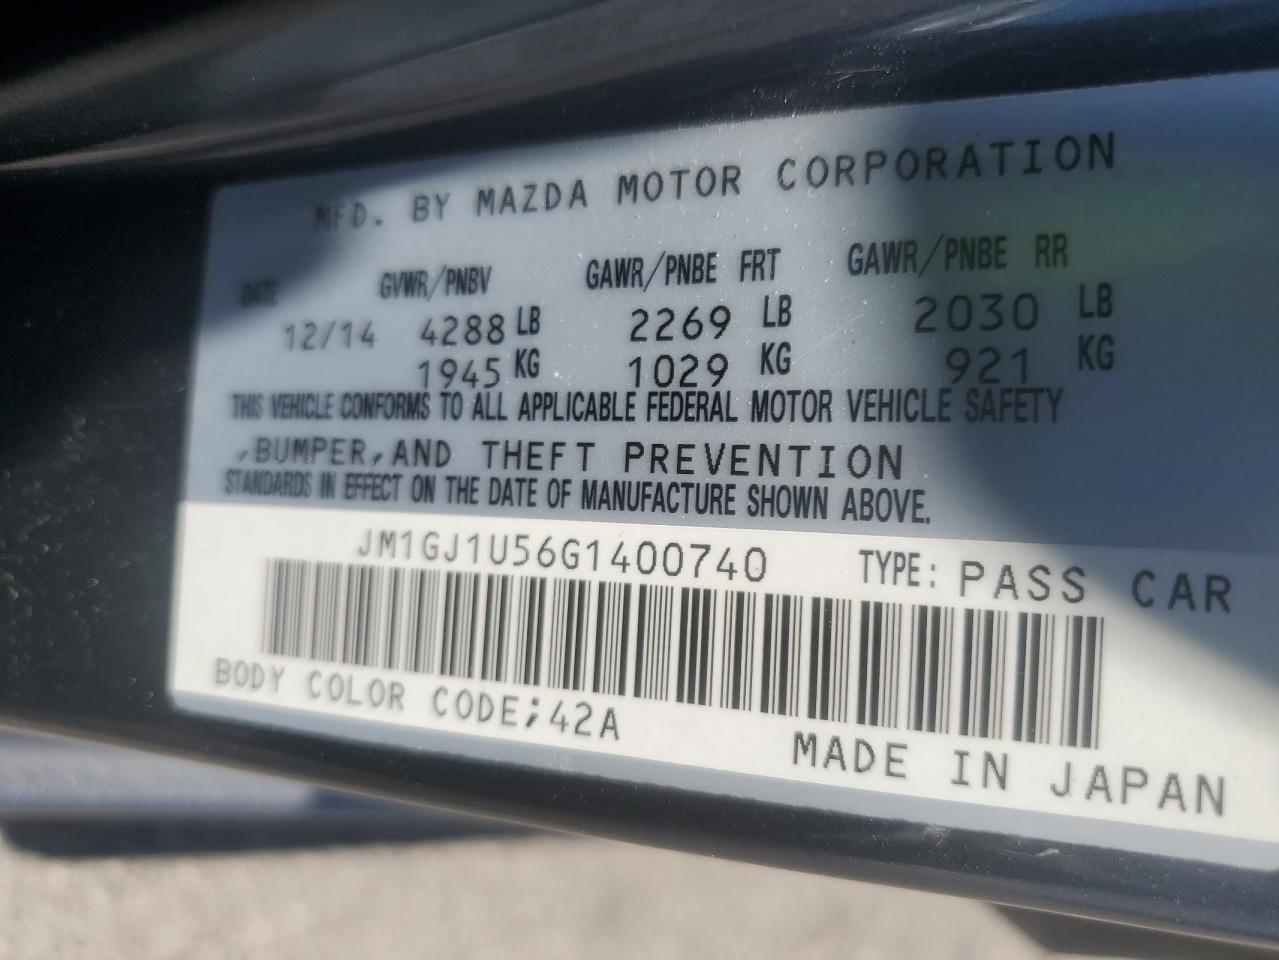 MFD. BY MAZDA MOTOR CORPORATION
DATE GVWR/PNBV GAWR/PNBE FRT GAWR/PNBE RR
12/14 4288 LB 2269 LB 2030 LB
1945 KG 1029 KG 921 KG
THIS VEHICLE CONFORMS TO ALL APPLICABLE FEDERAL MOTOR VEHICLE SAFETY
,BUMPER,AND THEFT PREVENTION
STANDARDS IN EFFECT ON THE DATE OF MANUFACTURE SHOWN ABOVE.
JM1GJ1U56G1400740 TYPE: PASS CAR
BODY COLOR CODE;42A
MADE IN JAPAN